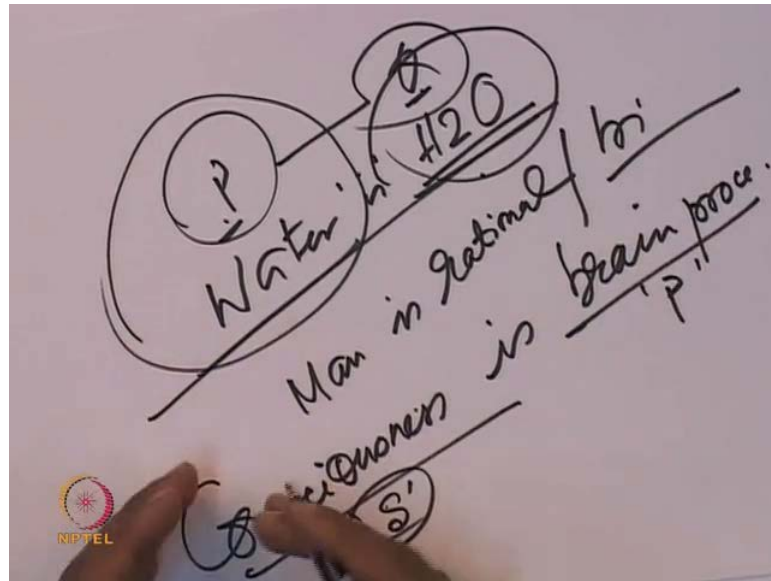 P Q
Water is H2O
Man is rational / bi
Consciousness is brain proce.
'S' 'P'
NPTEL